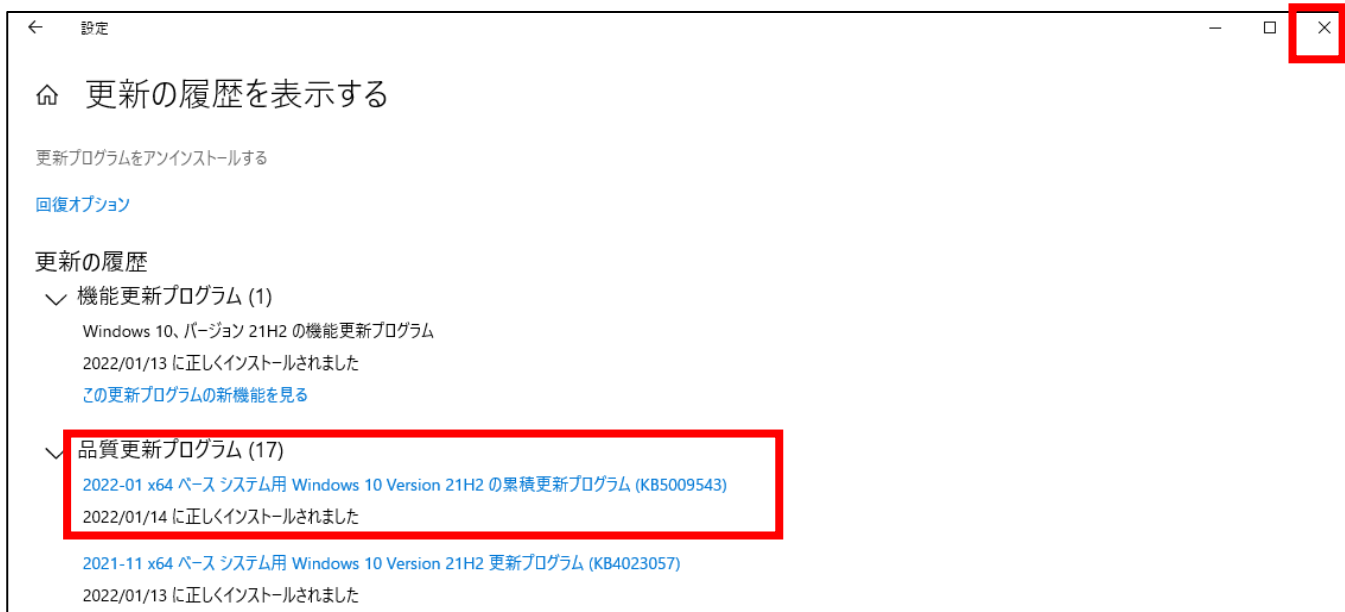 設定
更新の履歴を表示する
更新プログラムをアンインストールする
回復オプション
更新の履歴
機能更新プログラム (1)
Windows 10、バージョン 21H2 の機能更新プログラム
2022/01/13 に正しくインストールされました
この更新プログラムの新機能を見る
品質更新プログラム (17)
2022-01 x64 ベース システム用 Windows 10 Version 21H2 の累積更新プログラム (KB5009543)
2022/01/14 に正しくインストールされました
2021-11 x64 ベース システム用 Windows 10 Version 21H2 更新プログラム (KB4023057)
2022/01/13 に正しくインストールされました